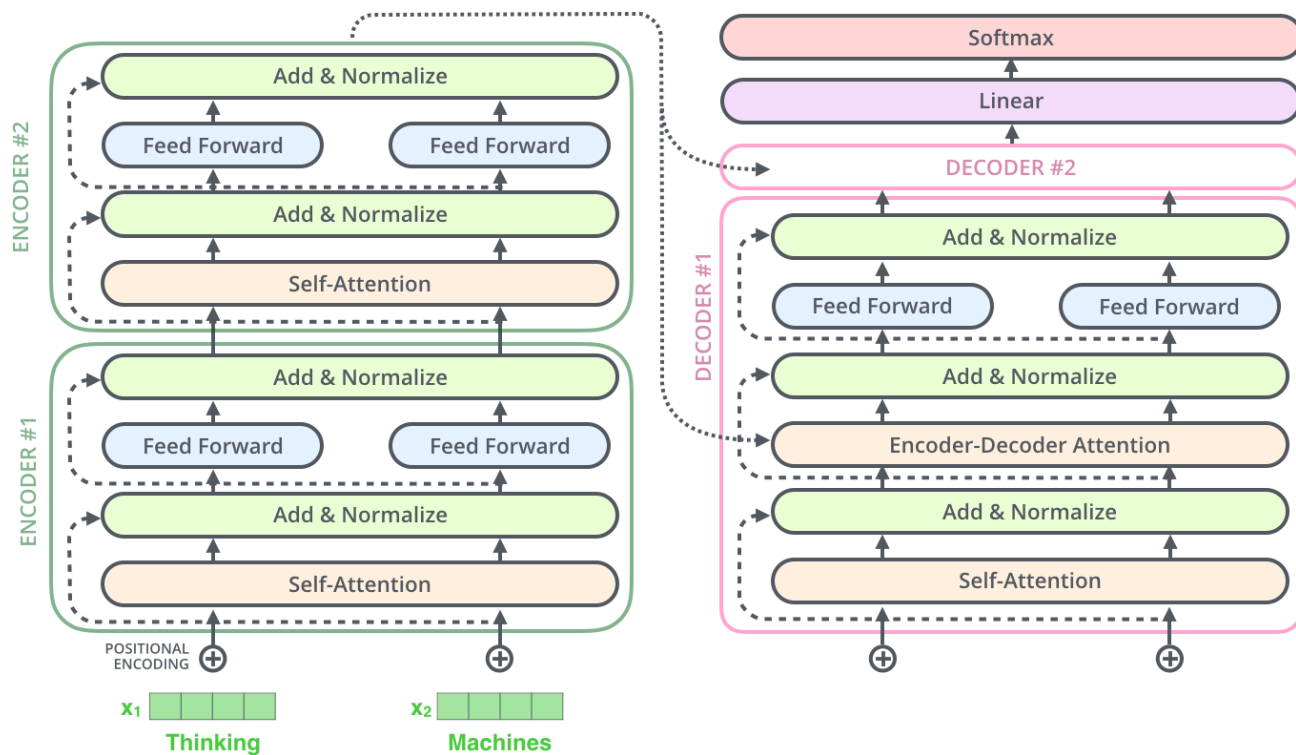 ENCODER #2
Add & Normalize
Feed Forward
Feed Forward
Add & Normalize
Self-Attention
ENCODER #1
Add & Normalize
Feed Forward
Feed Forward
Add & Normalize
Self-Attention
POSITIONAL
ENCODING
x₁
x₂
Thinking
Machines
Softmax
Linear
DECODER #2
DECODER #1
Add & Normalize
Feed Forward
Feed Forward
Add & Normalize
Encoder-Decoder Attention
Add & Normalize
Self-Attention